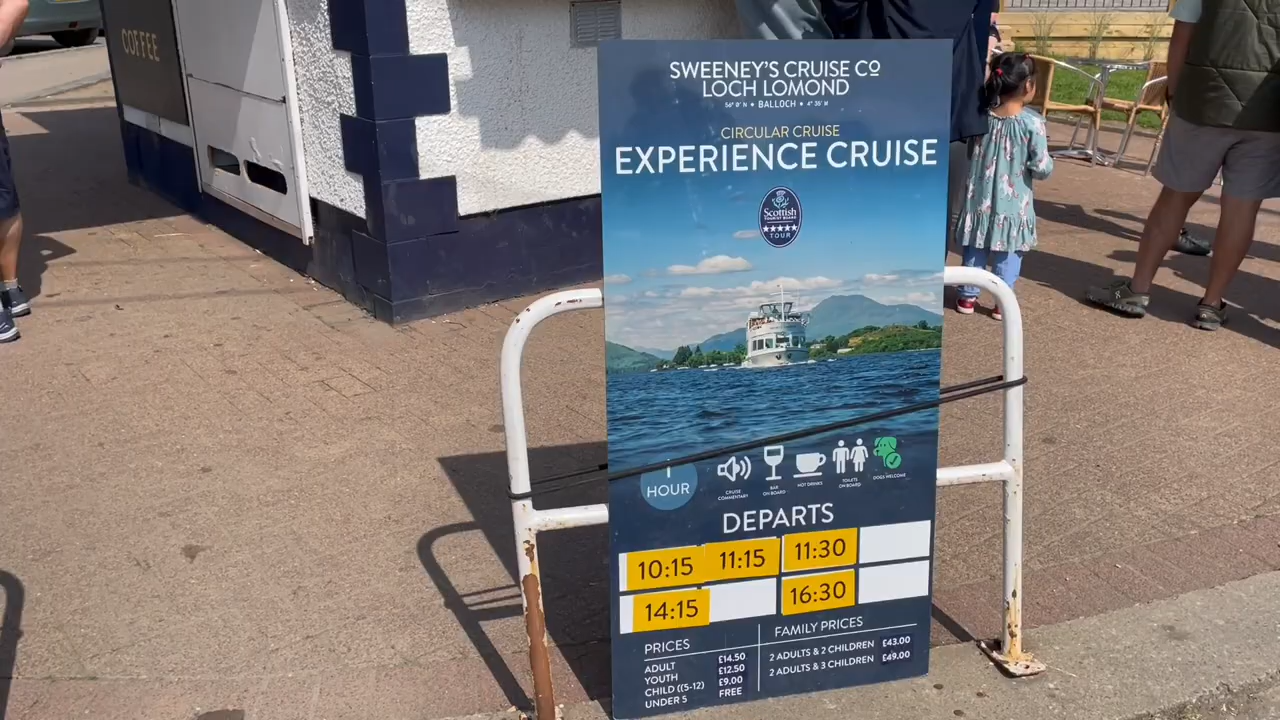 COFFEE
SWEENEY'S CRUISE CO
LOCH LOMOND
56° 0' N • BALLOCH • 4° 35' W
CIRCULAR CRUISE
EXPERIENCE CRUISE
Scottish
TOURIST BOARD
★★★★★
TOUR
1
HOUR
CRUISE
COMMENTARY
BAR
ON BOARD
HOT DRINKS
TOILETS
ON BOARD
DOGS WELCOME
DEPARTS
10:15 11:15 11:30
14:15 16:30
PRICES
ADULT £14.50
YOUTH £12.50
CHILD ((5-12) £9.00
UNDER 5 FREE
FAMILY PRICES
2 ADULTS & 2 CHILDREN £43.00
2 ADULTS & 3 CHILDREN £49.00